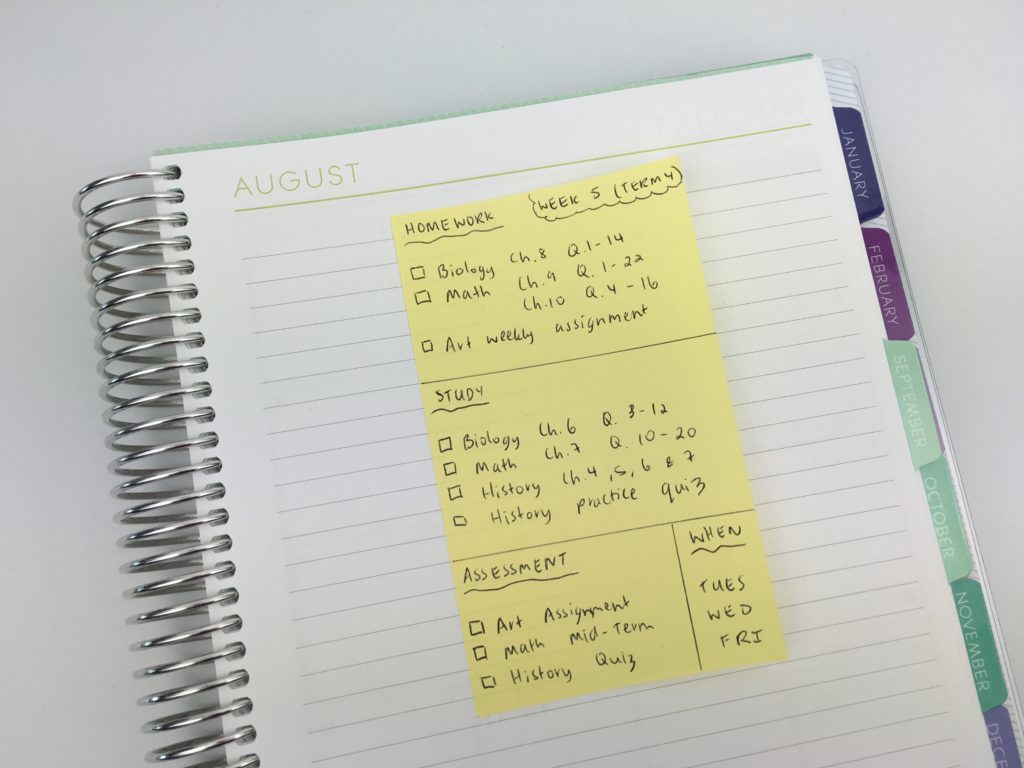 AUGUST
HOMEWORK
WEEK 5 (TERM 4)
Biology Ch.8 Q.1-14
Math Ch.9 Q.1-22
Ch.10 Q.4-16
Art weekly assignment
STUDY
Biology Ch.6 Q.3-12
Math Ch.7 Q.10-20
History Ch.4,5,6 & 7
History practice quiz
ASSESSMENT
WHEN
Art Assignment TUES
Math Mid-Term WED
History Quiz FRI
JANUARY
FEBRUARY
SEPTEMBER
OCTOBER
NOVEMBER
DECE